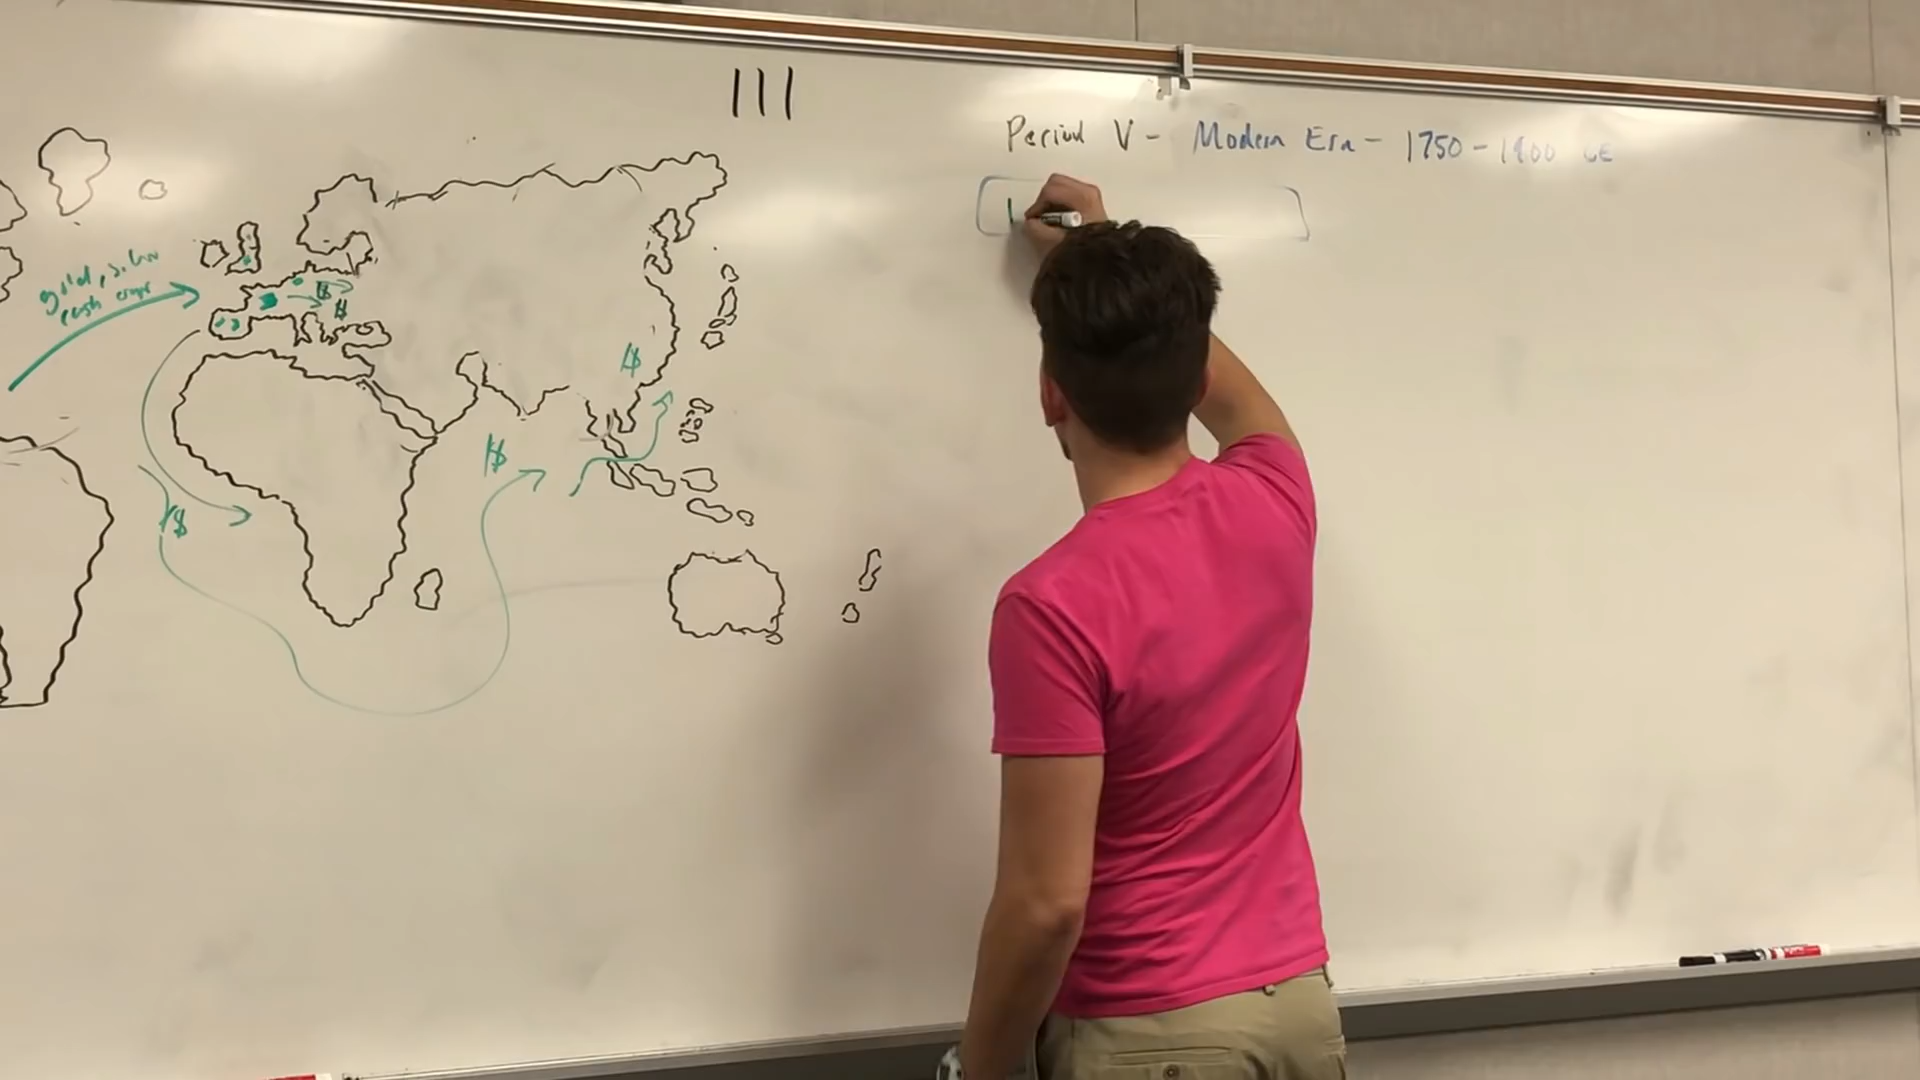 III
Period V - Modern Era - 1750 - 1900 CE
gold, silver
cash crops
$
$
$
$
$